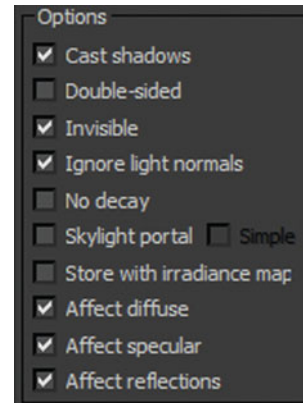 Options
Cast shadows
Double-sided
Invisible
Ignore light normals
No decay
Skylight portal Simple
Store with irradiance map
Affect diffuse
Affect specular
Affect reflections